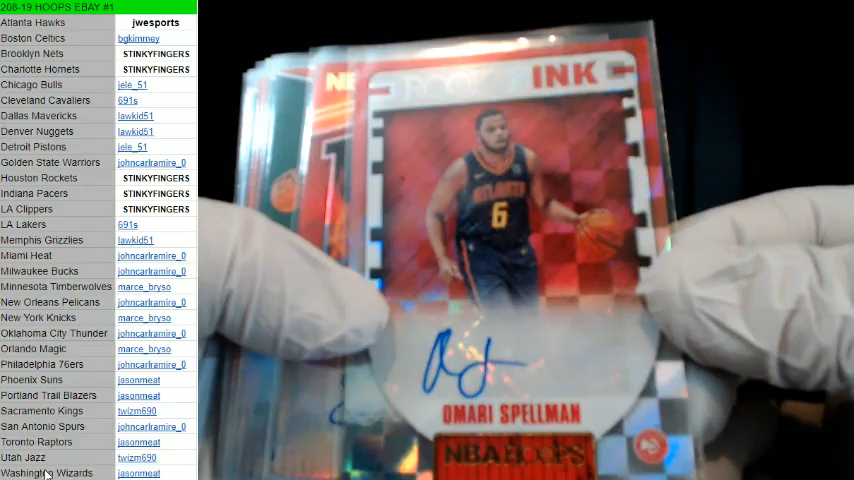 208-19 HOOPS EBAY #1
Atlanta Hawks jwesports
Boston Celtics bgkimmey
Brooklyn Nets STINKYFINGERS
Charlotte Hornets STINKYFINGERS
Chicago Bulls jele_51
Cleveland Cavaliers 691s
Dallas Mavericks lawkid51
Denver Nuggets lawkid51
Detroit Pistons jele_51
Golden State Warriors johncarlramire_0
Houston Rockets STINKYFINGERS
Indiana Pacers STINKYFINGERS
LA Clippers STINKYFINGERS
LA Lakers 691s
Memphis Grizzlies lawkid51
Miami Heat johncarlramire_0
Milwaukee Bucks johncarlramire_0
Minnesota Timberwolves marce_bryso
New Orleans Pelicans johncarlramire_0
New York Knicks marce_bryso
Oklahoma City Thunder johncarlramire_0
Orlando Magic marce_bryso
Philadelphia 76ers johncarlramire_0
Phoenix Suns jasonmeat
Portland Trail Blazers jasonmeat
Sacramento Kings twizm690
San Antonio Spurs johncarlramire_0
Toronto Raptors jasonmeat
Utah Jazz twizm690
Washington Wizards jasonmeat
NE
ROOKIE INK
ATLANTA
6
OMARI SPELLMAN
NBA HOOPS